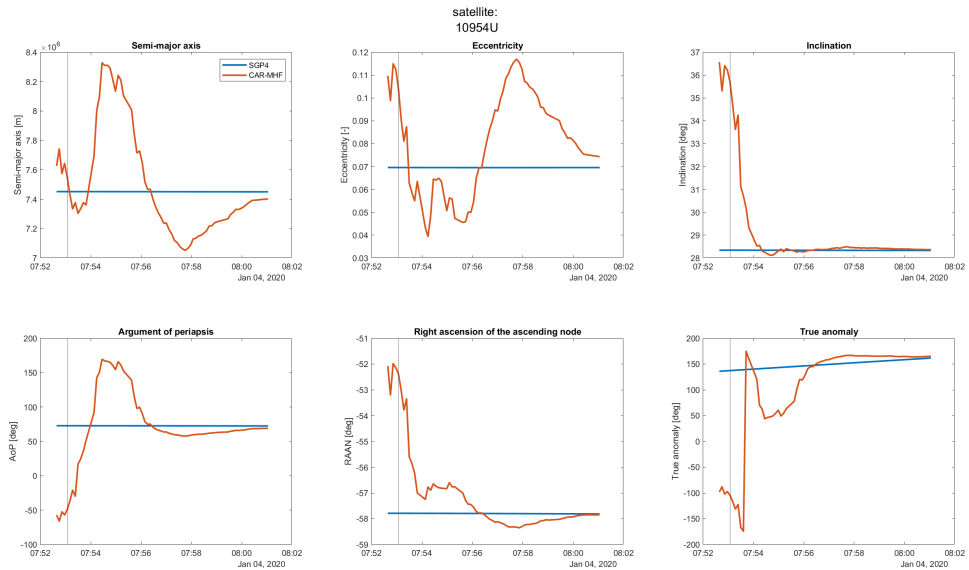 satellite:
10954U
Semi-major axis
×10⁶
8.4
8.2
8
7.8
7.6
7.4
7.2
7
Semi-major axis [m]
SGP4
CAR-MHF
07:52 07:54 07:56 07:58 08:00 08:02
Jan 04, 2020
Eccentricity
0.12
0.11
0.10
0.09
0.08
0.07
0.06
0.05
0.04
0.03
Eccentricity [-]
07:52 07:54 07:56 07:58 08:00 08:02
Jan 04, 2020
Inclination
37
36
35
34
33
32
31
30
29
28
Inclination [deg]
07:52 07:54 07:56 07:58 08:00 08:02
Jan 04, 2020
Argument of periapsis
200
150
100
50
0
-50
-100
AoP [deg]
07:52 07:54 07:56 07:58 08:00 08:02
Jan 04, 2020
Right ascension of the ascending node
-51
-52
-53
-54
-55
-56
-57
-58
-59
RAAN [deg]
07:52 07:54 07:56 07:58 08:00 08:02
Jan 04, 2020
True anomaly
200
150
100
50
0
-50
-100
-150
-200
True anomaly [deg]
07:52 07:54 07:56 07:58 08:00 08:02
Jan 04, 2020